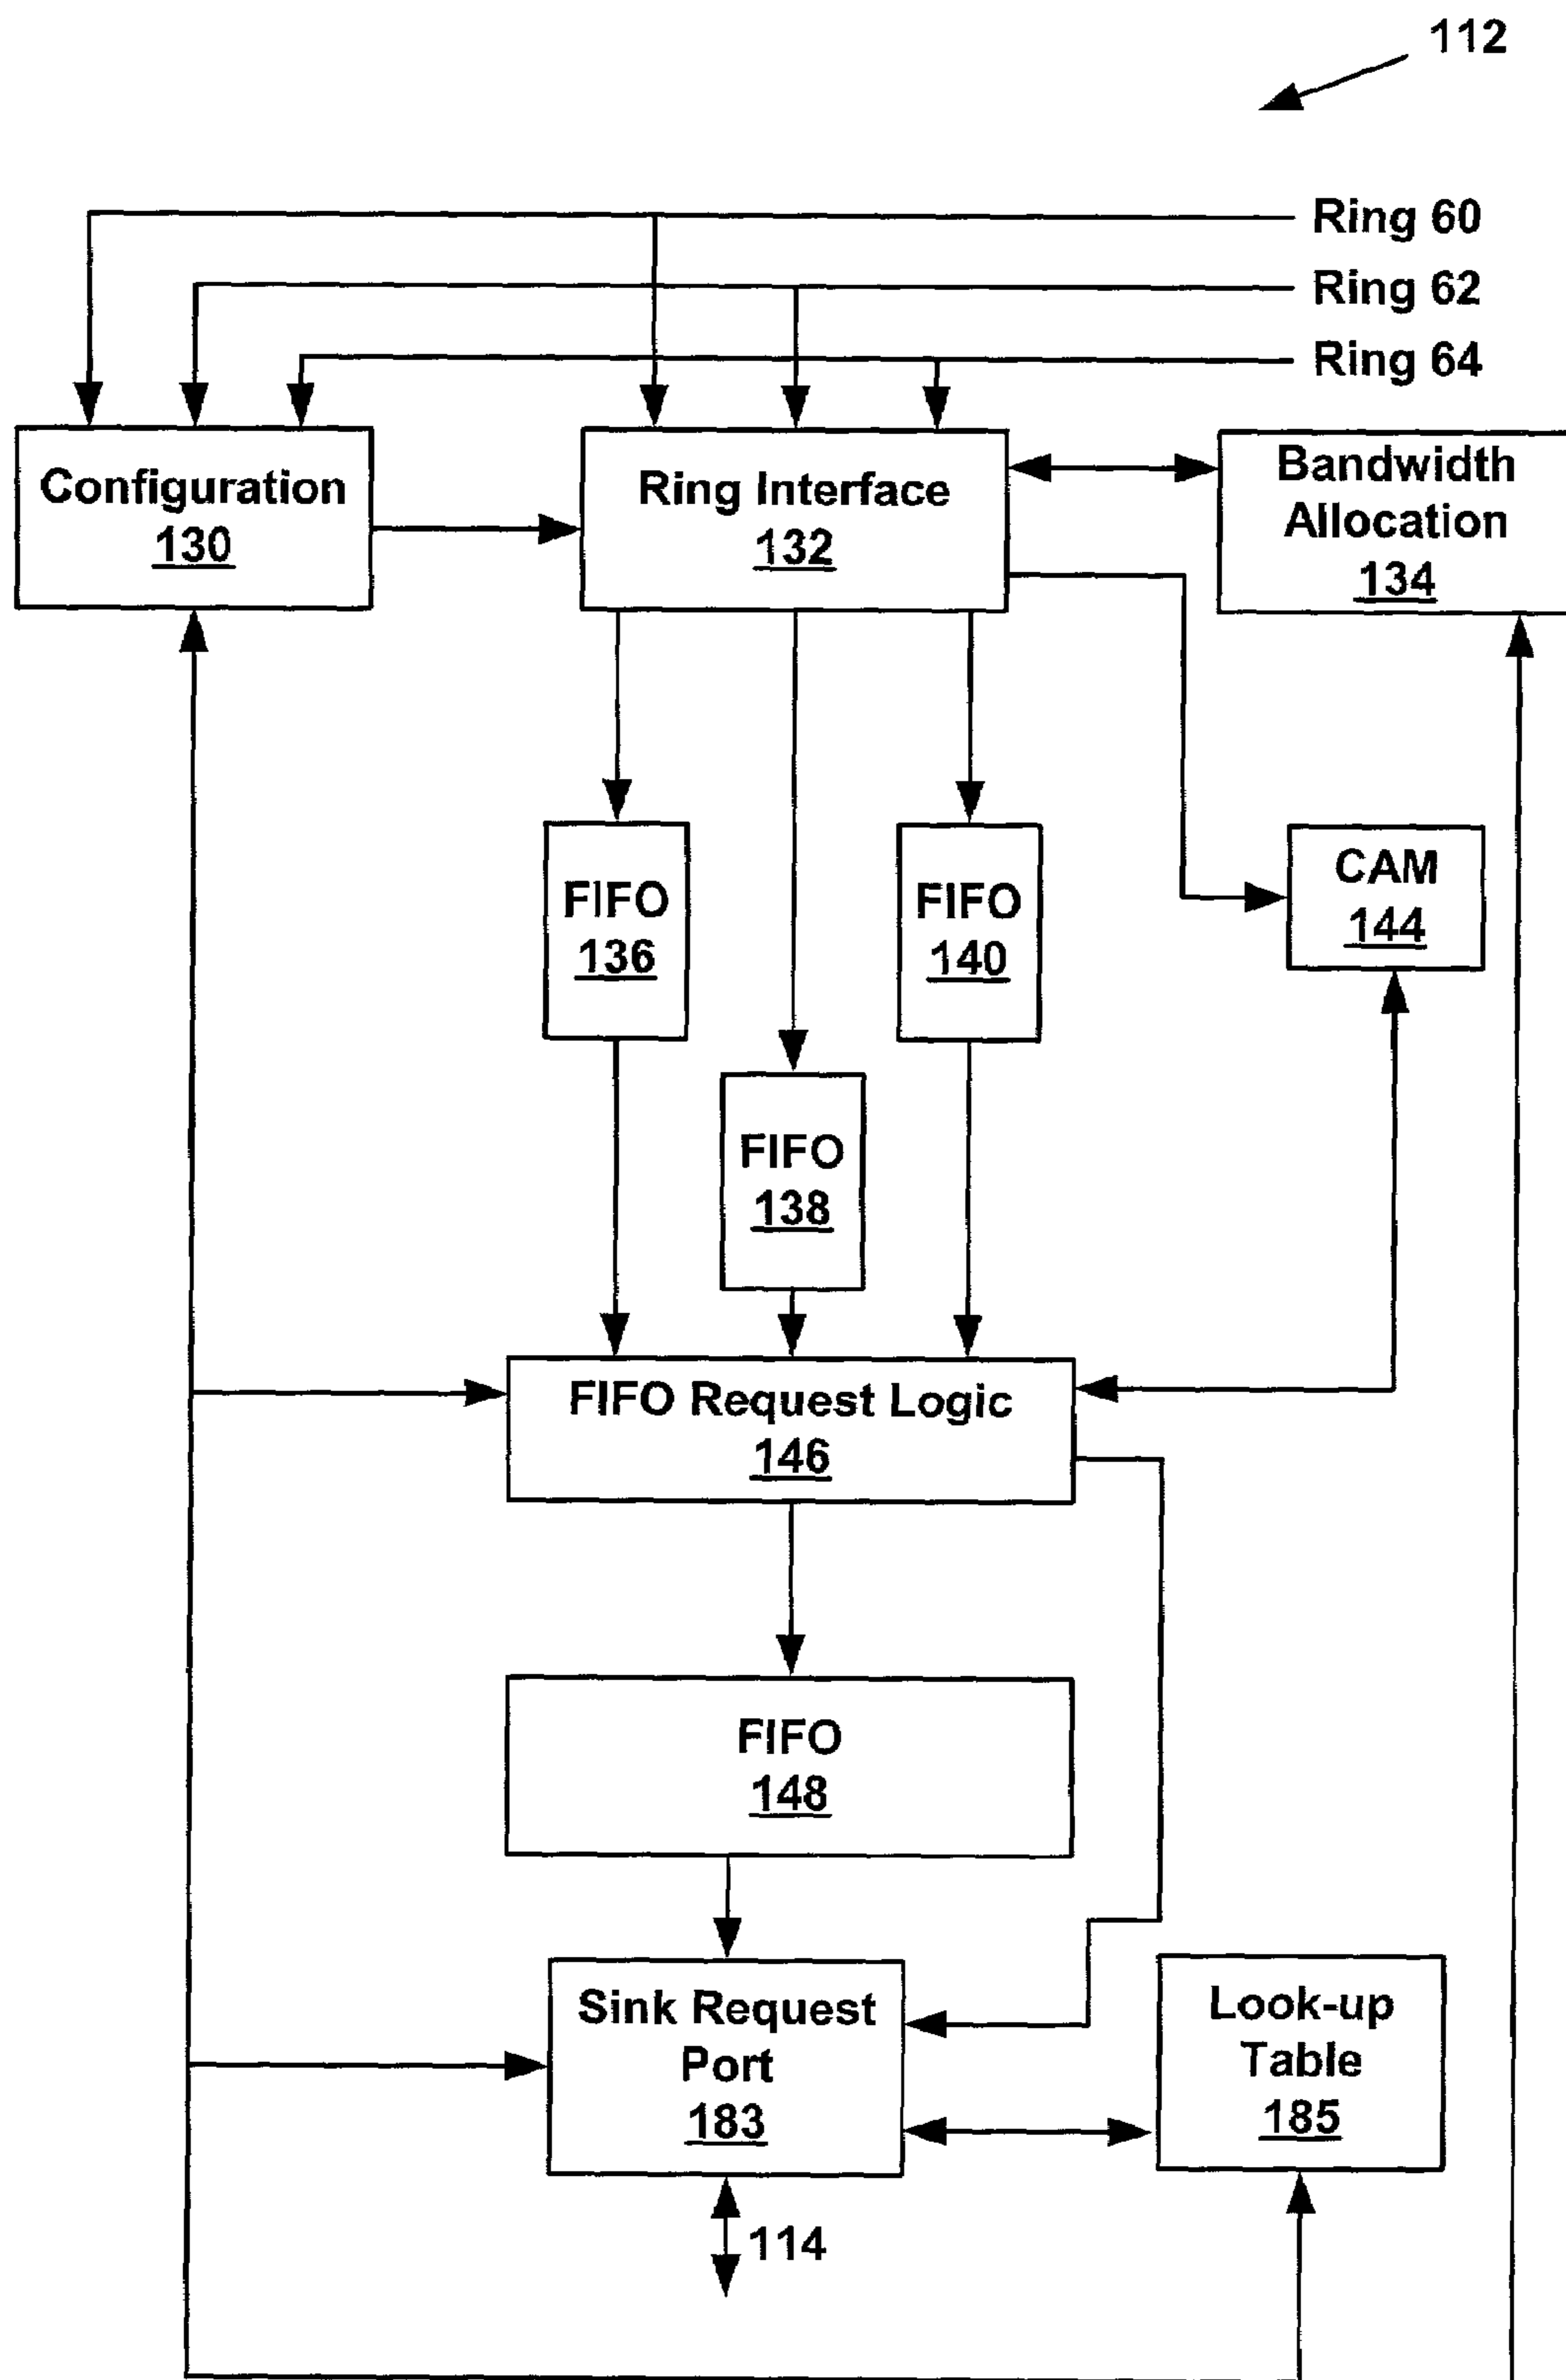 112
Ring 60
Ring 62
Ring 64
Configuration
130
Ring Interface
132
Bandwidth
Allocation
134
FIFO
136
FIFO
140
CAM
144
FIFO
138
FIFO Request Logic
146
FIFO
148
Sink Request
Port
183
Look-up
Table
185
114